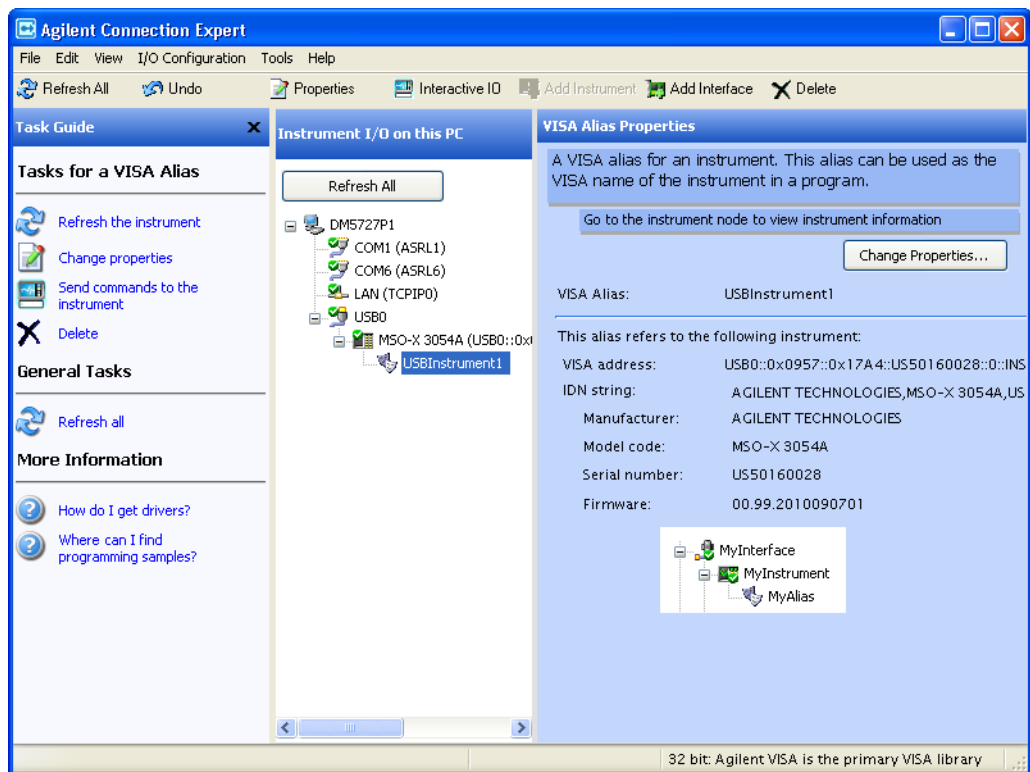 Agilent Connection Expert
File Edit View I/O Configuration Tools Help
Refresh All Undo Properties Interactive IO Add Instrument Add Interface Delete
Task Guide
Tasks for a VISA Alias
Refresh the instrument
Change properties
Send commands to the
instrument
Delete
General Tasks
Refresh all
More Information
How do I get drivers?
Where can I find
programming samples?
Instrument I/O on this PC
Refresh All
DM5727P1
COM1 (ASRL1)
COM6 (ASRL6)
LAN (TCPIP0)
USB0
MSO-X 3054A (USB0::0x
USBInstrument1
VISA Alias Properties
A VISA alias for an instrument. This alias can be used as the
VISA name of the instrument in a program.
Go to the instrument node to view instrument information
Change Properties...
VISA Alias: USBInstrument1
This alias refers to the following instrument:
VISA address: USB0::0x0957::0x17A4::US50160028::0::INS
IDN string: AGILENT TECHNOLOGIES,MSO-X 3054A,US
Manufacturer: AGILENT TECHNOLOGIES
Model code: MSO-X 3054A
Serial number: US50160028
Firmware: 00.99.2010090701
MyInterface
MyInstrument
MyAlias
32 bit: Agilent VISA is the primary VISA library